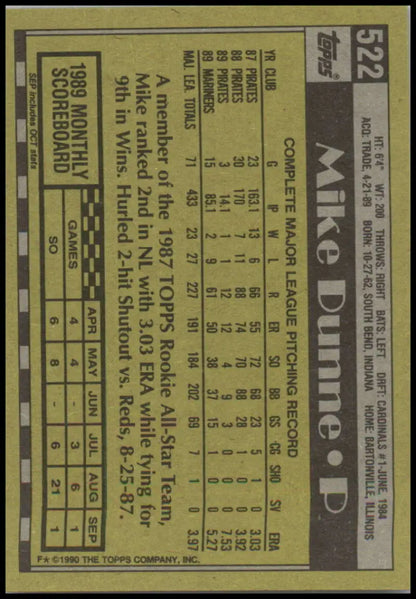 522
Topps
HT: 6'4" WT: 200 THROWS: RIGHT BATS: LEFT DRFT: CARDINALS #1-JUNE, 1984
ACQ: TRADE, 4-21-89 BORN: 10-27-62, SOUTH BEND, INDIANA HOME: BARTONVILLE, ILLINOIS
Mike Dunne • P
COMPLETE MAJOR LEAGUE PITCHING RECORD
YR CLUB G IP W L R ER SO BB GS CG SHO SV ERA
87 PIRATES 23 163.1 13 6 66 55 72 68 23 5 1 3.03
88 PIRATES 30 170 7 11 88 74 70 88 28 1 3.92
89 PIRATES 3 14.1 1 1 12 12 4 9 3 7.53
89 MARINERS 15 85.1 2 9 61 50 38 37 15 1 5.27
MAJ. LEA. TOTALS 71 433 23 27 227 191 184 202 69 7 1 3.97
A member of the 1987 TOPPS Rookie All-Star Team,
Mike ranked 2nd in NL with 3.03 ERA while tying for
9th in Wins. Hurled 2-hit Shutout vs. Reds, 8-25-87.
1989 MONTHLY
SCOREBOARD
SEP includes OCT stats
APR MAY JUN JUL AUG SEP
GAMES 4 4 - 3 6 1
SO 6 8 - 6 21 1
F* ©1990 THE TOPPS COMPANY, INC.